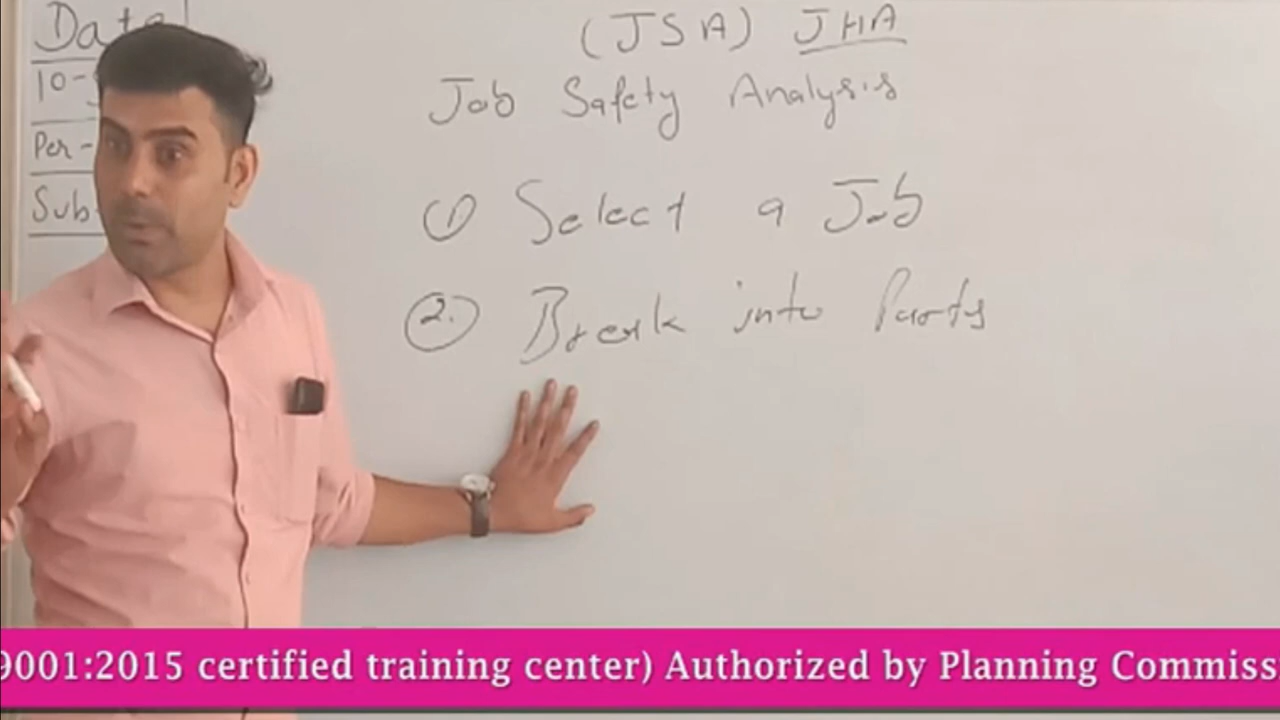 (JSA) JHA
Job Safety Analysis
① Select a Job
②. Break into Parts
10-
Per-
Sub-
9001:2015 certified training center) Authorized by Planning Commiss